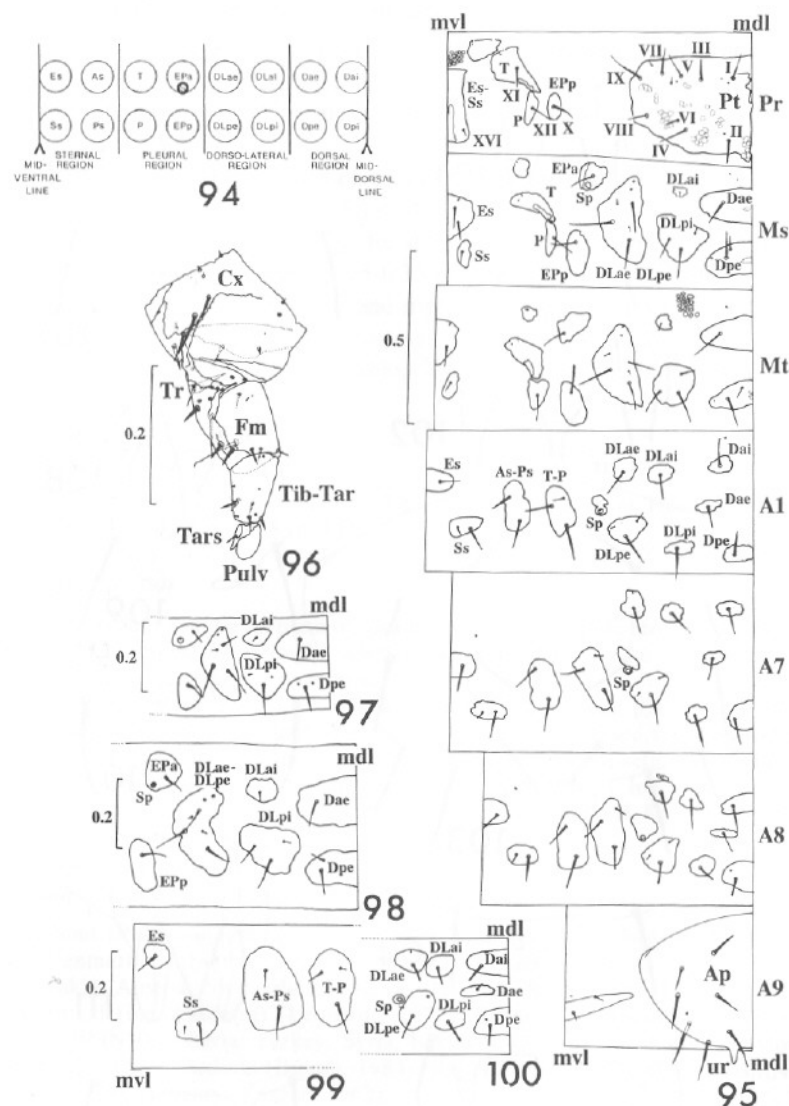 Es As T EPa DLae DLai Dae Dai
Ss Ps P EPp DLpe DLpi Dpe Dpi
MID-VENTRAL LINE
STERNAL REGION
PLEURAL REGION
DORSO-LATERAL REGION
DORSAL REGION
MID-DORSAL LINE
94
Cx
Tr
0.2
Fm
Tib-Tar
Tars
Pulv
96
mdl
0.2
DLai
Dae
DLpi
Dpe
97
mdl
EPa
DLae-DLpe
DLai
Sp
Dae
0.2
DLpi
Dpe
EPp
98
Es
0.2
Ss
As-Ps
T-P
mvl
99
mdl
DLae
DLai
Dai
Dae
Sp
DLpe
DLpi
Dpe
100
mvl
mdl
T
Es-Ss
EPp
XI
P
XII
X
XVI
VII
III
IX
V
I
Pt
VIII
VI
IV
II
Pr
EPa
DLai
T
Sp
Dae
Es
DLpi
Ms
Ss
P
EPp
DLae
DLpe
Dpe
0.5
Mt
Es
As-Ps
T-P
DLae
DLai
Dai
Dae
A1
Ss
Sp
DLpe
DLpi
Dpe
A7
Sp
A8
Ap
A9
mvl
ur
mdl
95